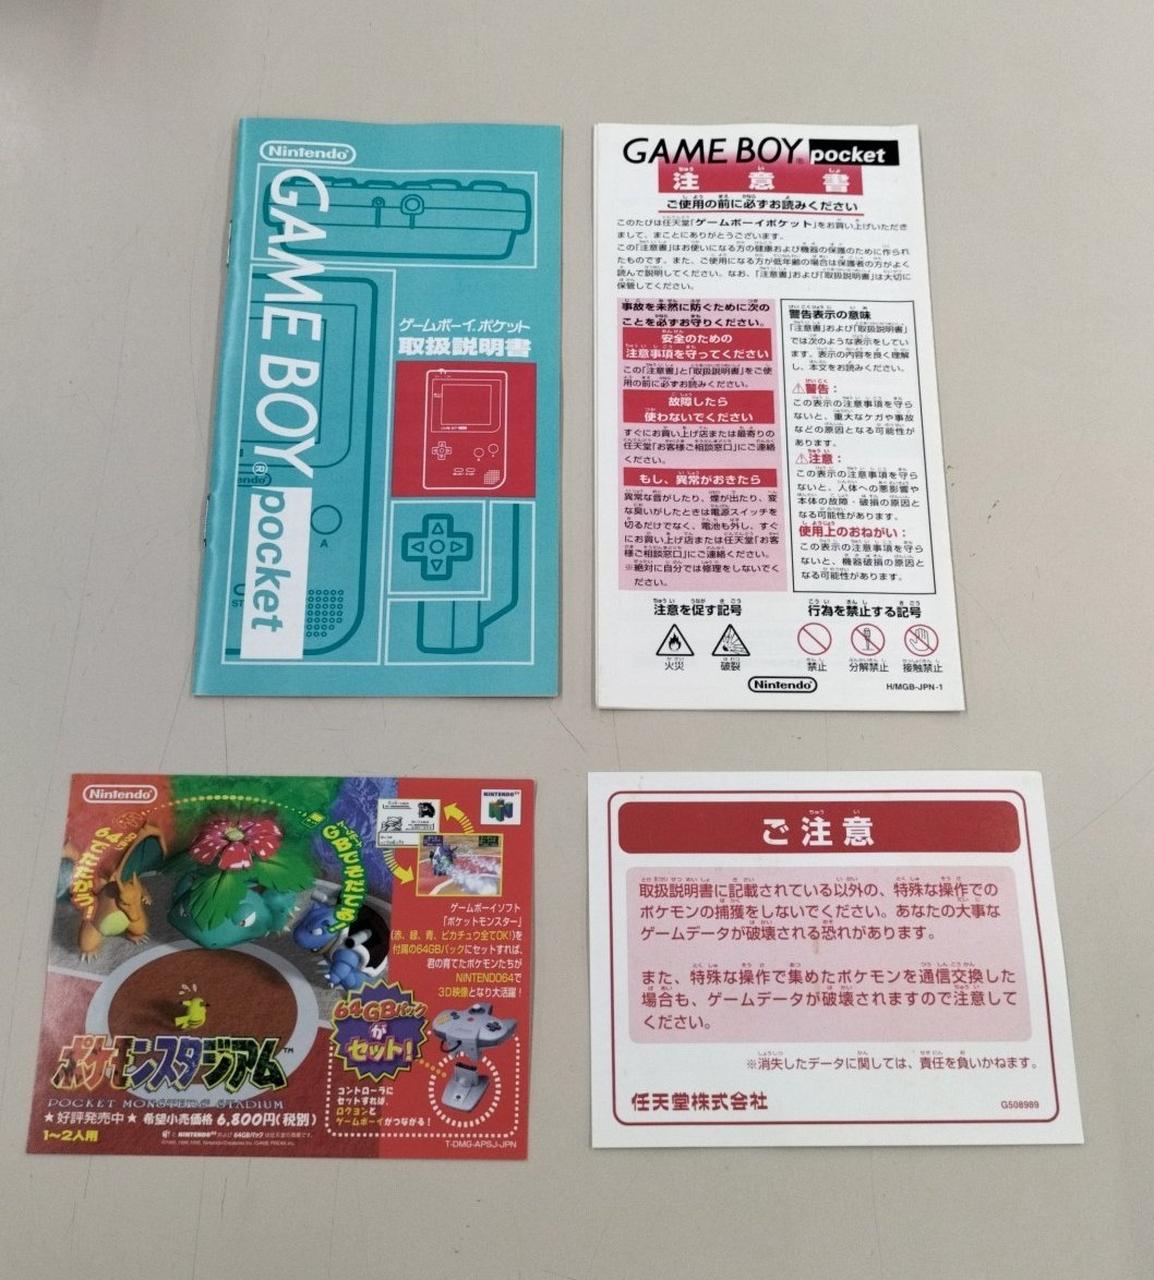 Nintendo
GAME BOY
pocket
ゲームボーイ.ポケット
取扱説明書
A
GAME BOY pocket
注意書
ご使用の前に必ずお読みください
このたびは任天堂「ゲームボーイポケット」をお買い上げいただき
まして、まことにありがとうございます。
この「注意書」はお使いになる方の健康および機器の保護のために作られ
たものです。また、ご使用になる方が低年齢の場合は保護者の方がよく
読んで説明してください。なお、「注意書」および「取扱説明書」は大切に
保管してください。
事故を未然に防ぐために次の
ことを必ずお守りください。
安全のための
注意事項を守ってください
この「注意書」と「取扱説明書」をご使
用の前に必ずお読みください。
故障したら
使わないでください
すぐにお買い上げ店または最寄りの
任天堂「お客様ご相談窓口」にご連絡
ください。
もし、異常がおきたら
異常な音がしたり、煙が出たり、変
な臭いがしたときは電源スイッチを
切るだけでなく、電池も外し、すぐ
にお買い上げ店または任天堂「お客
様ご相談窓口」にご連絡ください。
※絶対に自分では修理をしないでく
ださい。
警告表示の意味
「注意書」および「取扱説明書」
では次のような表示をしてい
ます。表示の内容を良く理解
し、本文をお読みください。
⚠警告：
この表示の注意事項を守ら
ないと、重大なケガや事故
などの原因となる可能性が
あります。
⚠注意：
この表示の注意事項を守ら
ないと、人体への悪影響や
本体の故障・破損の原因と
なる可能性があります。
使用上のおねがい：
この表示の注意事項を守ら
ないと、機器破損の原因と
なる可能性があります。
注意を促す記号
火災 破裂
行為を禁止する記号
禁止 分解禁止 接触禁止
Nintendo
H/MGB-JPN-1
Nintendo
64でたたかう!
GBでそだてる!
NINTENDO64
ゲームボーイソフト
「ポケットモンスター」
(赤、緑、青、ピカチュウ全てOK!)を
付属の64GBパックにセットすれば、
君の育てたポケモンたちが
NINTENDO64で
3D映像となり大活躍!
64GBパック
が
セット!
コントローラに
セットすれば、
ロクヨンと
ゲームボーイがつながる!
ポケモンスタジアム™
POCKET MONSTERS STADIUM
★好評発売中★ 希望小売価格 6,800円(税別)
1〜2人用
T-DMG-APSJ-JPN
ご注意
取扱説明書に記載されている以外の、特殊な操作での
ポケモンの捕獲をしないでください。あなたの大事な
ゲームデータが破壊される恐れがあります。
また、特殊な操作で集めたポケモンを通信交換した
場合も、ゲームデータが破壊されますので注意して
ください。
※消失したデータに関しては、責任を負いかねます。
任天堂株式会社
G508989